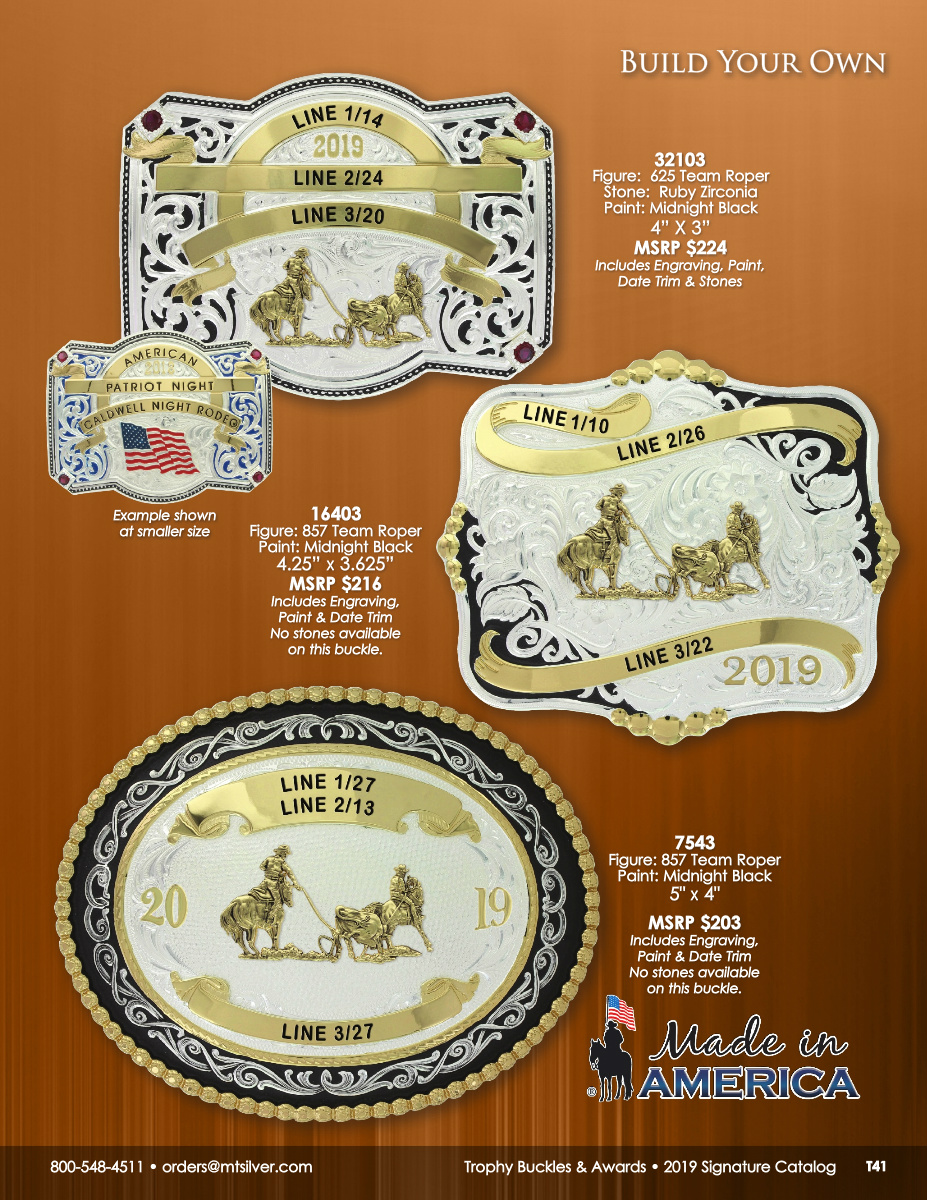 BUILD YOUR OWN
LINE 1/14
2019
LINE 2/24
LINE 3/20
32103
Figure:  625 Team Roper
Stone:  Ruby Zirconia
Paint: Midnight Black
4” X 3”
MSRP $224
Includes Engraving, Paint,
Date Trim & Stones
AMERICAN
2019
PATRIOT NIGHT
CALDWELL NIGHT RODEO
Example shown
at smaller size
16403
Figure: 857 Team Roper
Paint: Midnight Black
4.25” x 3.625”
MSRP $216
Includes Engraving,
Paint & Date Trim
No stones available
on this buckle.
LINE 1/10
LINE 2/26
LINE 3/22
2019
LINE 1/27
LINE 2/13
20 19
LINE 3/27
7543
Figure: 857 Team Roper
Paint: Midnight Black
5" x 4"
MSRP $203
Includes Engraving,
Paint & Date Trim
No stones available
on this buckle.
Made in
® AMERICA
800-548-4511 • orders@mtsilver.com
Trophy Buckles & Awards • 2019 Signature Catalog T41